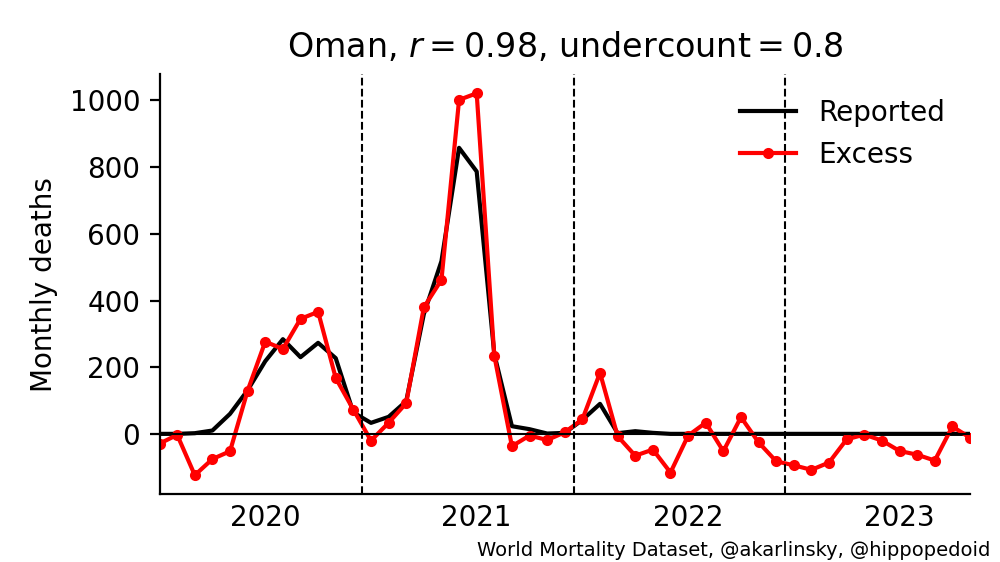 Oman, r = 0.98, undercount = 0.8
1000
800
600
400
200
0
Monthly deaths
Reported
Excess
2020 2021 2022 2023
World Mortality Dataset, @akarlinsky, @hippopedoid